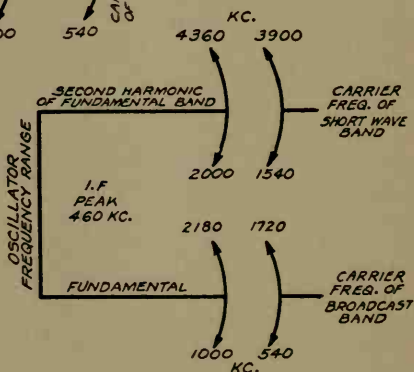 540
KC.
4360 3900
SECOND HARMONIC
OF FUNDAMENTAL BAND
CARRIER
FREQ. OF
SHORT WAVE
BAND
OSCILLATOR
FREQUENCY RANGE
I.F
PEAK
460 KC.
2000 1540
2180 1720
FUNDAMENTAL
CARRIER
FREQ. OF
BROADCAST
BAND
1000 540
KC.